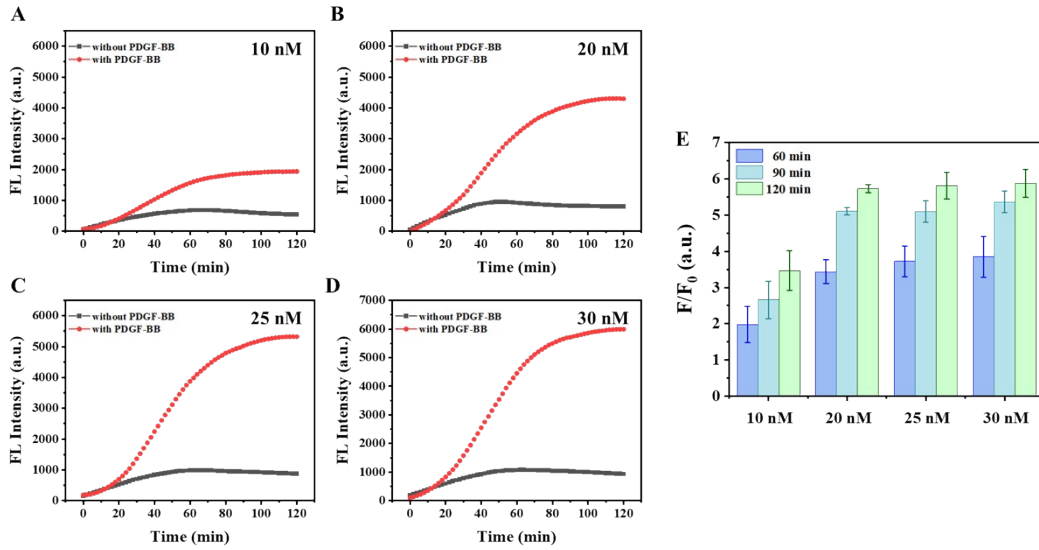 A
6000
5000
4000
3000
2000
1000
0
FL Intensity (a.u.)
without PDGF-BB
with PDGF-BB
10 nM
0 20 40 60 80 100 120
Time (min)
B
6000
5000
4000
3000
2000
1000
0
FL Intensity (a.u.)
without PDGF-BB
with PDGF-BB
20 nM
0 20 40 60 80 100 120
Time (min)
C
6000
5000
4000
3000
2000
1000
0
FL Intensity (a.u.)
without PDGF-BB
with PDGF-BB
25 nM
0 20 40 60 80 100 120
Time (min)
D
7000
6000
5000
4000
3000
2000
1000
0
FL Intensity (a.u.)
without PDGF-BB
with PDGF-BB
30 nM
0 20 40 60 80 100 120
Time (min)
E
7
6
5
4
3
2
1
0
F/F0 (a.u.)
60 min
90 min
120 min
10 nM 20 nM 25 nM 30 nM